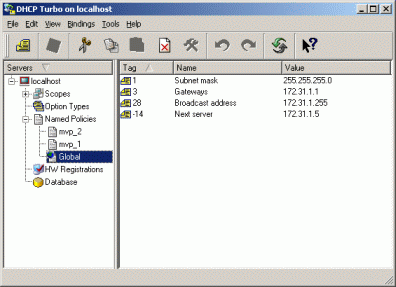 DHCP Turbo on localhost
File Edit View Bindings Tools Help
Servers
Tag Name Value
localhost
Scopes
Option Types
Named Policies
mvp_2
mvp_1
Global
HW Registrations
Database
1 Subnet mask 255.255.255.0
3 Gateways 172.31.1.1
28 Broadcast address 172.31.1.255
-14 Next server 172.31.1.5